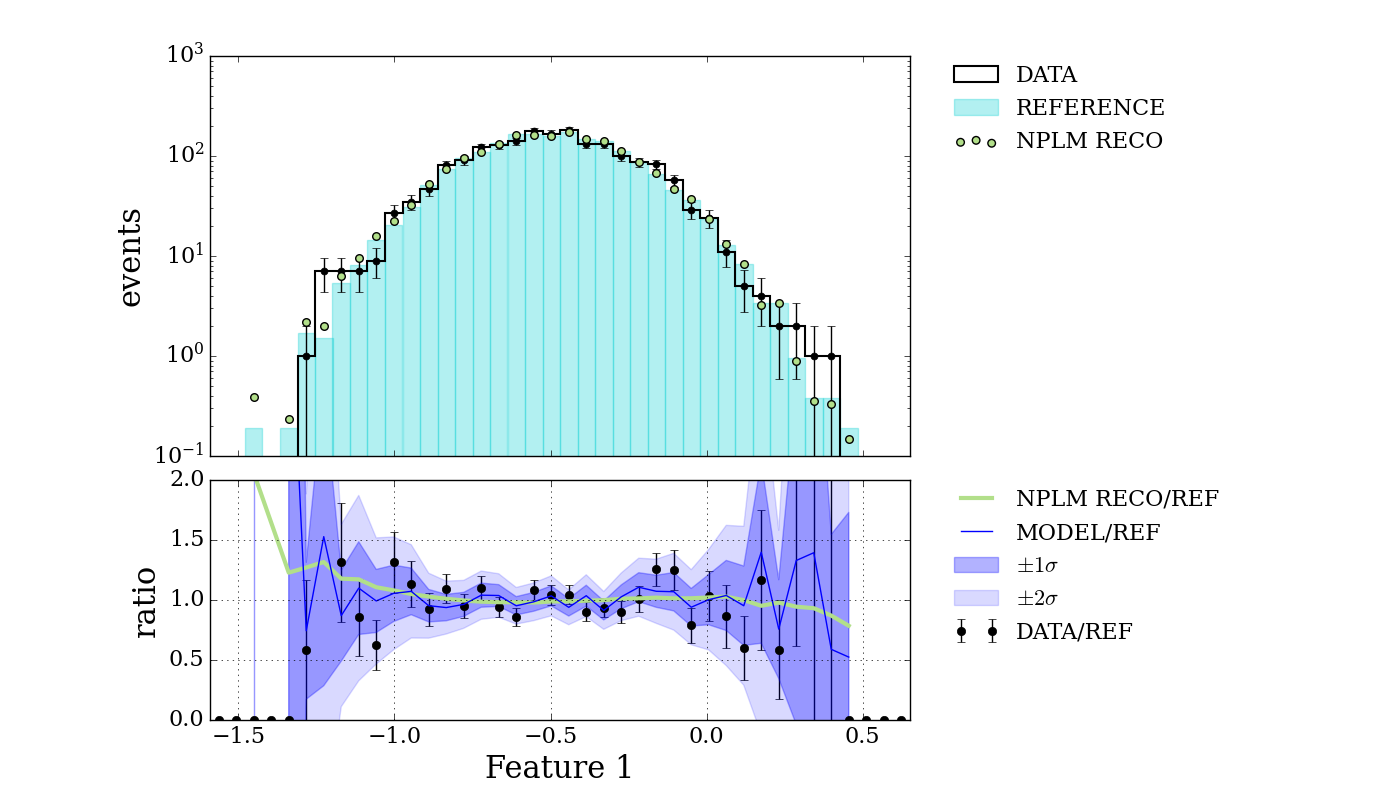 10³
10²
10¹
10⁰
10⁻¹
events
DATA
REFERENCE
NPLM RECO
2.0
1.5
1.0
0.5
0.0
ratio
−1.5 −1.0 −0.5 0.0 0.5
Feature 1
NPLM RECO/REF
MODEL/REF
±1σ
±2σ
DATA/REF